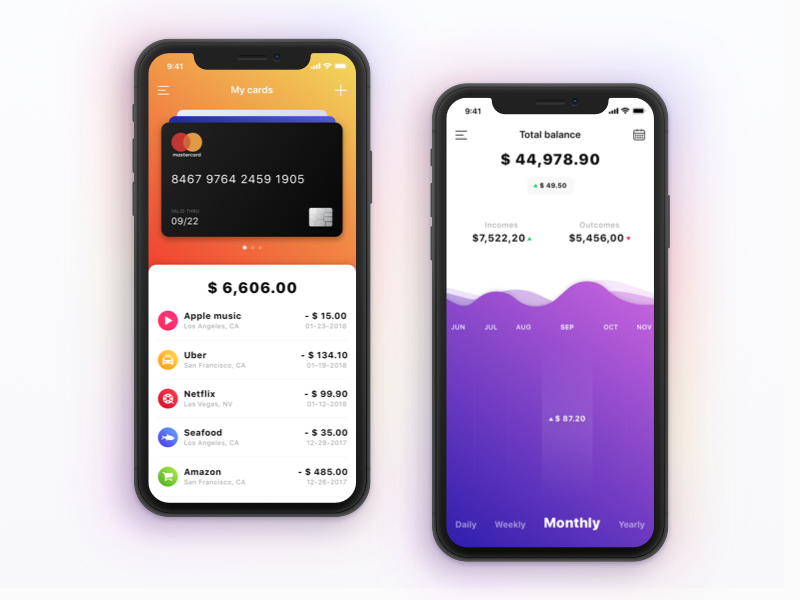 9:41
My cards
mastercard
8467 9764 2459 1905
VALID THRU
09/22
$ 6,606.00
Apple music - $ 15.00
Los Angeles, CA 01-23-2018
Uber - $ 134.10
San Francisco, CA 01-19-2018
Netflix - $ 99.90
Las Vegas, NV 01-12-2018
Seafood - $ 35.00
Los Angeles, CA 12-29-2017
Amazon - $ 485.00
San Francisco, CA 12-26-2017
9:41
Total balance
$ 44,978.90
$ 49.50
Incomes Outcomes
$7,522,20 $5,456,00
JUN JUL AUG SEP OCT NOV
$ 87.20
Daily Weekly Monthly Yearly